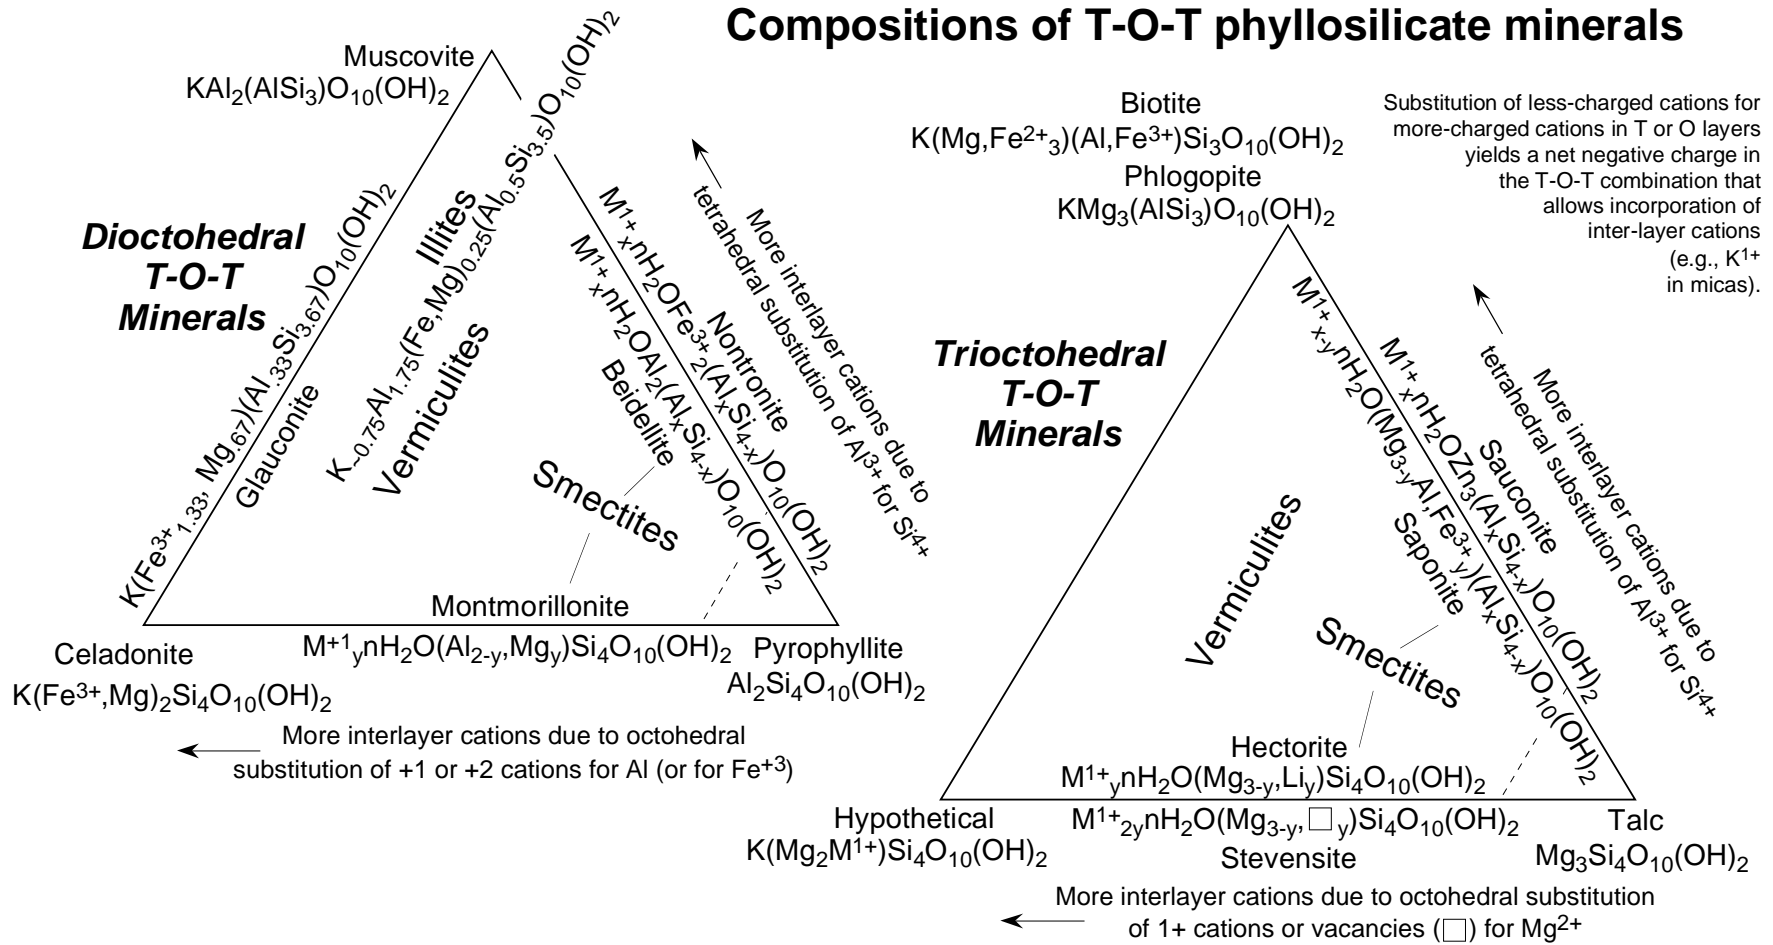 Compositions of T-O-T phyllosilicate minerals
Muscovite
KAl₂(AlSi₃)O₁₀(OH)₂
Dioctohedral
T-O-T
Minerals
K(Fe³⁺₁.₃₃, Mg.₆₇)(Al.₃₃Si₃.₆₇)O₁₀(OH)₂
Glauconite
Illites
K~₀.₇₅Al₁.₇₅(Fe,Mg)₀.₂₅(Al₀.₅Si₃.₅)O₁₀(OH)₂
Vermiculites
Smectites
M¹⁺ₓnH₂OFe³⁺₂(AlₓSi₄₋ₓ)O₁₀(OH)₂
Nontronite
M¹⁺ₓnH₂OAl₂(AlₓSi₄₋ₓ)O₁₀(OH)₂
Beidellite
More interlayer cations due to
tetrahedral substitution of Al³⁺ for Si⁴⁺
Montmorillonite
M⁺¹ᵧnH₂O(Al₂₋ᵧ,Mgᵧ)Si₄O₁₀(OH)₂
Celadonite
K(Fe³⁺,Mg)₂Si₄O₁₀(OH)₂
Pyrophyllite
Al₂Si₄O₁₀(OH)₂
More interlayer cations due to octohedral
substitution of +1 or +2 cations for Al (or for Fe⁺³)
Biotite
K(Mg,Fe²⁺₃)(Al,Fe³⁺)Si₃O₁₀(OH)₂
Phlogopite
KMg₃(AlSi₃)O₁₀(OH)₂
Substitution of less-charged cations for
more-charged cations in T or O layers
yields a net negative charge in
the T-O-T combination that
allows incorporation of
inter-layer cations
(e.g., K¹⁺
in micas).
Trioctohedral
T-O-T
Minerals
Vermiculites
Smectites
M¹⁺ₓnH₂OZn₃(AlₓSi₄₋ₓ)O₁₀(OH)₂
Sauconite
M¹⁺ₓ₋ᵧnH₂O(Mg₃₋ᵧAl,Fe³⁺ᵧ)(AlₓSi₄₋ₓ)O₁₀(OH)₂
Saponite
More interlayer cations due to
tetrahedral substitution of Al³⁺ for Si⁴⁺
Hectorite
M¹⁺ᵧnH₂O(Mg₃₋ᵧ,Liᵧ)Si₄O₁₀(OH)₂
Hypothetical
K(Mg₂M¹⁺)Si₄O₁₀(OH)₂
M¹⁺₂ᵧnH₂O(Mg₃₋ᵧ,□ᵧ)Si₄O₁₀(OH)₂
Stevensite
Talc
Mg₃Si₄O₁₀(OH)₂
More interlayer cations due to octohedral substitution
of 1+ cations or vacancies (□) for Mg²⁺